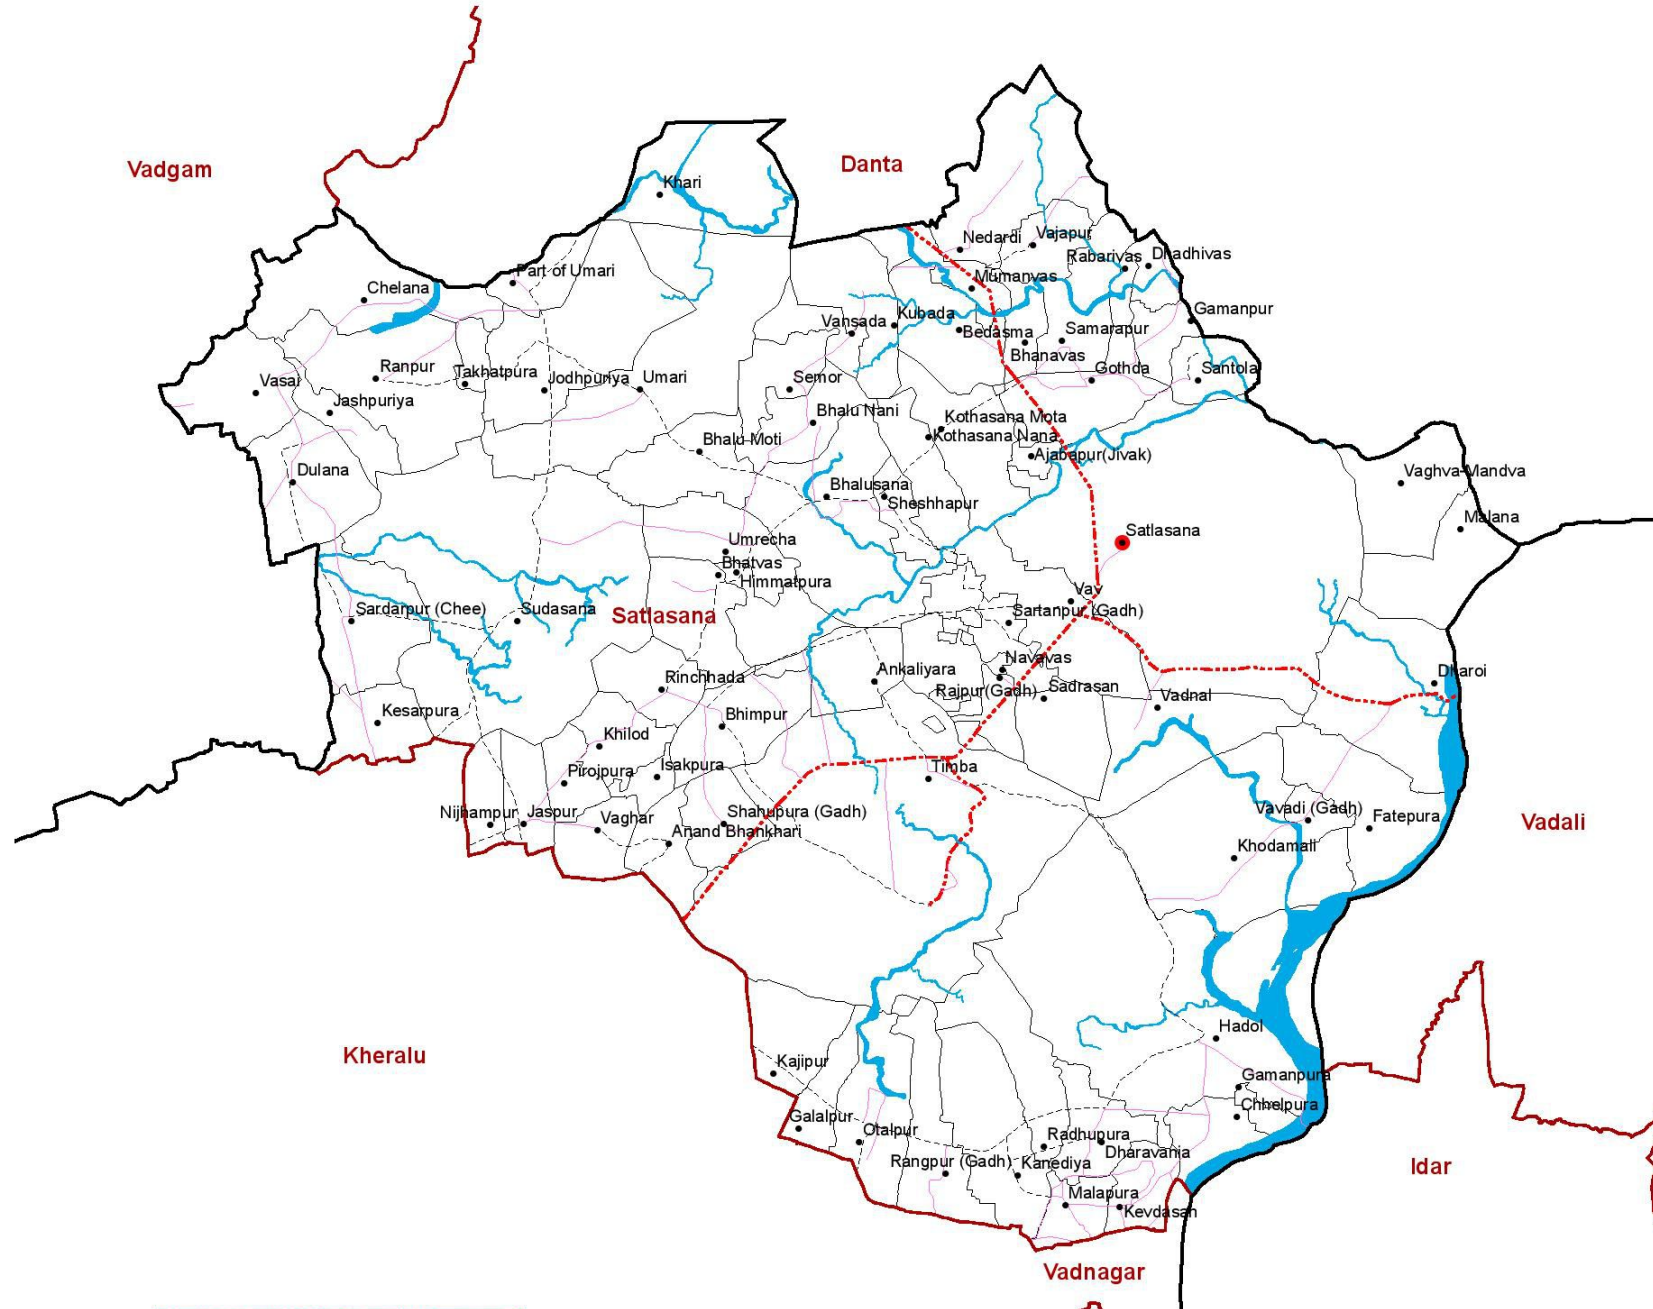 Vadgam
Danta
Khari
Nedardi
Vajapur
Rabarivas
Dhadhivas
Part of Umari
Mumanvas
Chelana
Gamanpur
Vansada
Kubada
Bedasma
Samarapur
Bhanavas
Ranpur
Takhatpura
Vasai
Jodhpuriya
Umari
Semor
Gothda
Santola
Jashpuriya
Bhalu Nani
Kothasana Mota
Bhalu Moti
Kothasana Nana
Ajabapur(Jivak)
Dulana
Vaghva-Mandva
Bhalusana
Sheshhapur
Malana
Satlasana
Umrecha
Bhatvas
Himmatpura
Vav
Sardarpur (Chee)
Sudasana
Satlasana
Sartanpur (Gadh)
Navavas
Dharoi
Rinchhada
Ankaliyara
Rajpur(Gadh)
Sadrasan
Vadnal
Kesarpura
Bhimpur
Khilod
Pirojpura
Isakpura
Timba
Nijhampur
Jaspur
Vaghar
Shahupura (Gadh)
Vavadi (Gadh)
Fatepura
Vadali
Anand Bhankhari
Khodamali
Hadol
Kheralu
Kajipur
Gamanpura
Chhelpura
Galalpur
Otalpur
Radhupura
Dharavania
Rangpur (Gadh)
Kanediya
Idar
Malapura
Kevdasan
Vadnagar